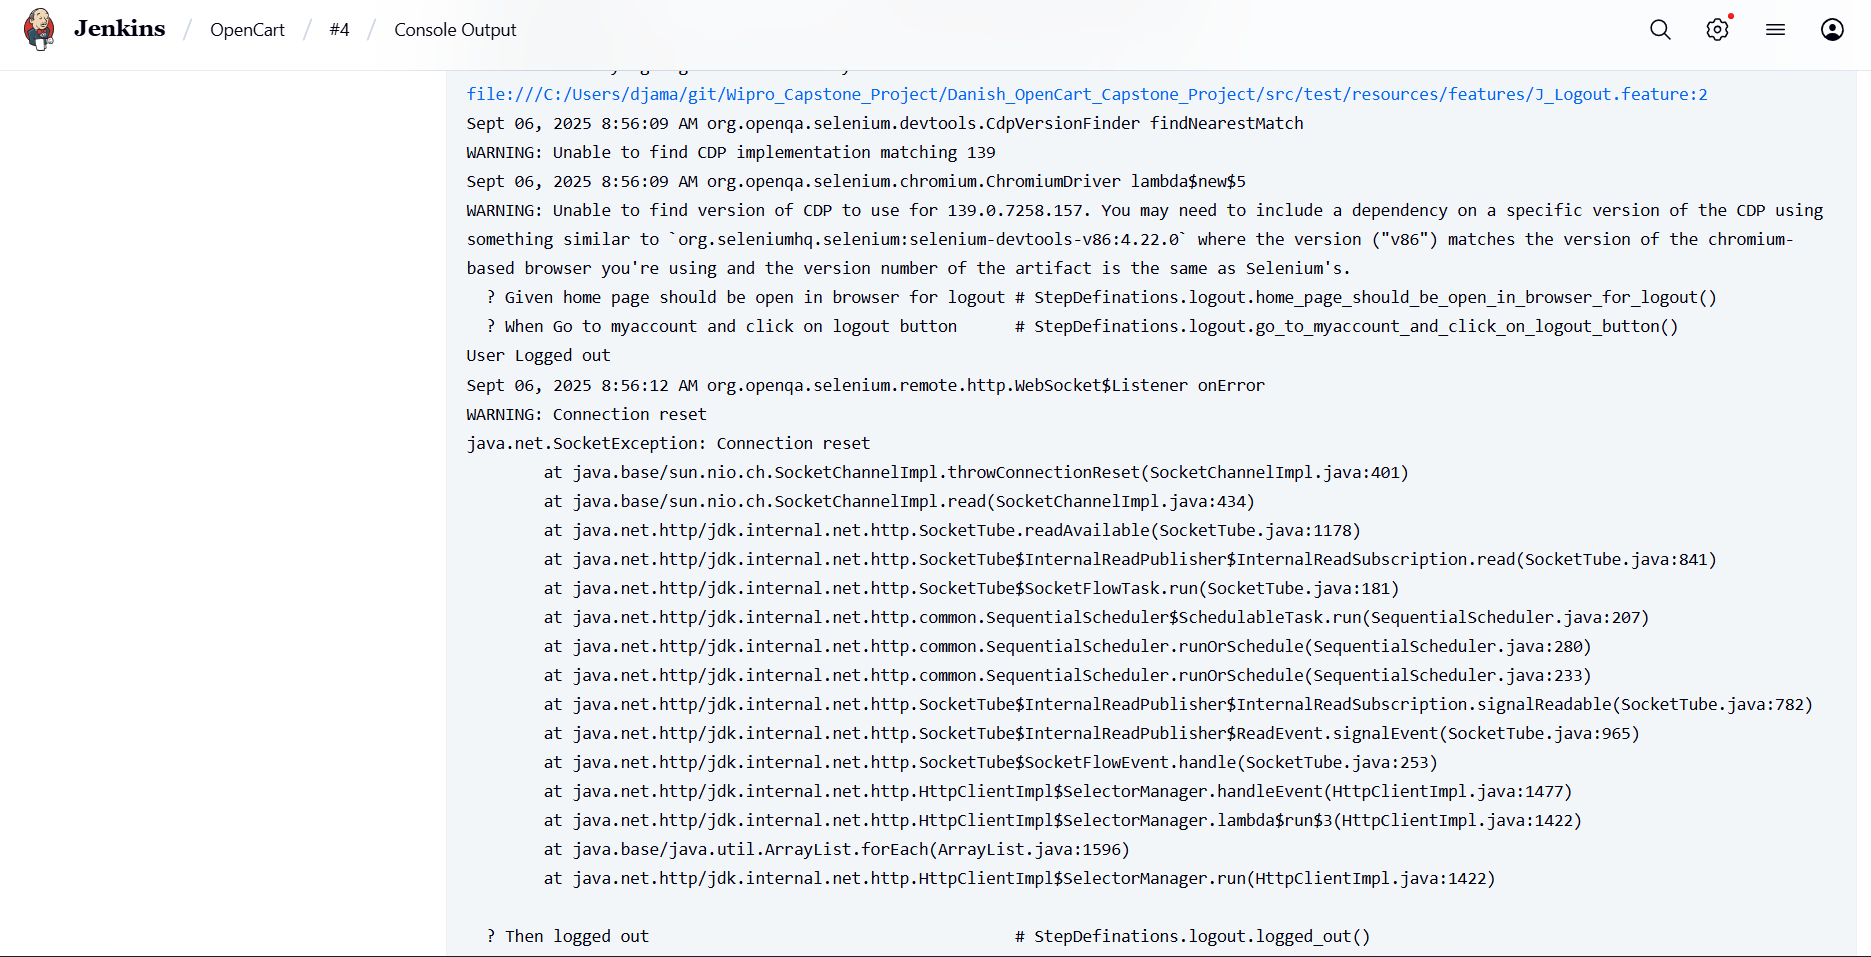 Jenkins / OpenCart / #4 / Console Output
file:///C:/Users/djama/git/Wipro_Capstone_Project/Danish_OpenCart_Capstone_Project/src/test/resources/features/J_Logout.feature:2
Sept 06, 2025 8:56:09 AM org.openqa.selenium.devtools.CdpVersionFinder findNearestMatch
WARNING: Unable to find CDP implementation matching 139
Sept 06, 2025 8:56:09 AM org.openqa.selenium.chromium.ChromiumDriver lambda$new$5
WARNING: Unable to find version of CDP to use for 139.0.7258.157. You may need to include a dependency on a specific version of the CDP using
something similar to `org.seleniumhq.selenium:selenium-devtools-v86:4.22.0` where the version ("v86") matches the version of the chromium-
based browser you're using and the version number of the artifact is the same as Selenium's.
  ? Given home page should be open in browser for logout # StepDefinations.logout.home_page_should_be_open_in_browser_for_logout()
  ? When Go to myaccount and click on logout button      # StepDefinations.logout.go_to_myaccount_and_click_on_logout_button()
User Logged out
Sept 06, 2025 8:56:12 AM org.openqa.selenium.remote.http.WebSocket$Listener onError
WARNING: Connection reset
java.net.SocketException: Connection reset
        at java.base/sun.nio.ch.SocketChannelImpl.throwConnectionReset(SocketChannelImpl.java:401)
        at java.base/sun.nio.ch.SocketChannelImpl.read(SocketChannelImpl.java:434)
        at java.net.http/jdk.internal.net.http.SocketTube.readAvailable(SocketTube.java:1178)
        at java.net.http/jdk.internal.net.http.SocketTube$InternalReadPublisher$InternalReadSubscription.read(SocketTube.java:841)
        at java.net.http/jdk.internal.net.http.SocketTube$SocketFlowTask.run(SocketTube.java:181)
        at java.net.http/jdk.internal.net.http.common.SequentialScheduler$SchedulableTask.run(SequentialScheduler.java:207)
        at java.net.http/jdk.internal.net.http.common.SequentialScheduler.runOrSchedule(SequentialScheduler.java:280)
        at java.net.http/jdk.internal.net.http.common.SequentialScheduler.runOrSchedule(SequentialScheduler.java:233)
        at java.net.http/jdk.internal.net.http.SocketTube$InternalReadPublisher$InternalReadSubscription.signalReadable(SocketTube.java:782)
        at java.net.http/jdk.internal.net.http.SocketTube$InternalReadPublisher$ReadEvent.signalEvent(SocketTube.java:965)
        at java.net.http/jdk.internal.net.http.SocketTube$SocketFlowEvent.handle(SocketTube.java:253)
        at java.net.http/jdk.internal.net.http.HttpClientImpl$SelectorManager.handleEvent(HttpClientImpl.java:1477)
        at java.net.http/jdk.internal.net.http.HttpClientImpl$SelectorManager.lambda$run$3(HttpClientImpl.java:1422)
        at java.base/java.util.ArrayList.forEach(ArrayList.java:1596)
        at java.net.http/jdk.internal.net.http.HttpClientImpl$SelectorManager.run(HttpClientImpl.java:1422)
  ? Then logged out                                      # StepDefinations.logout.logged_out()